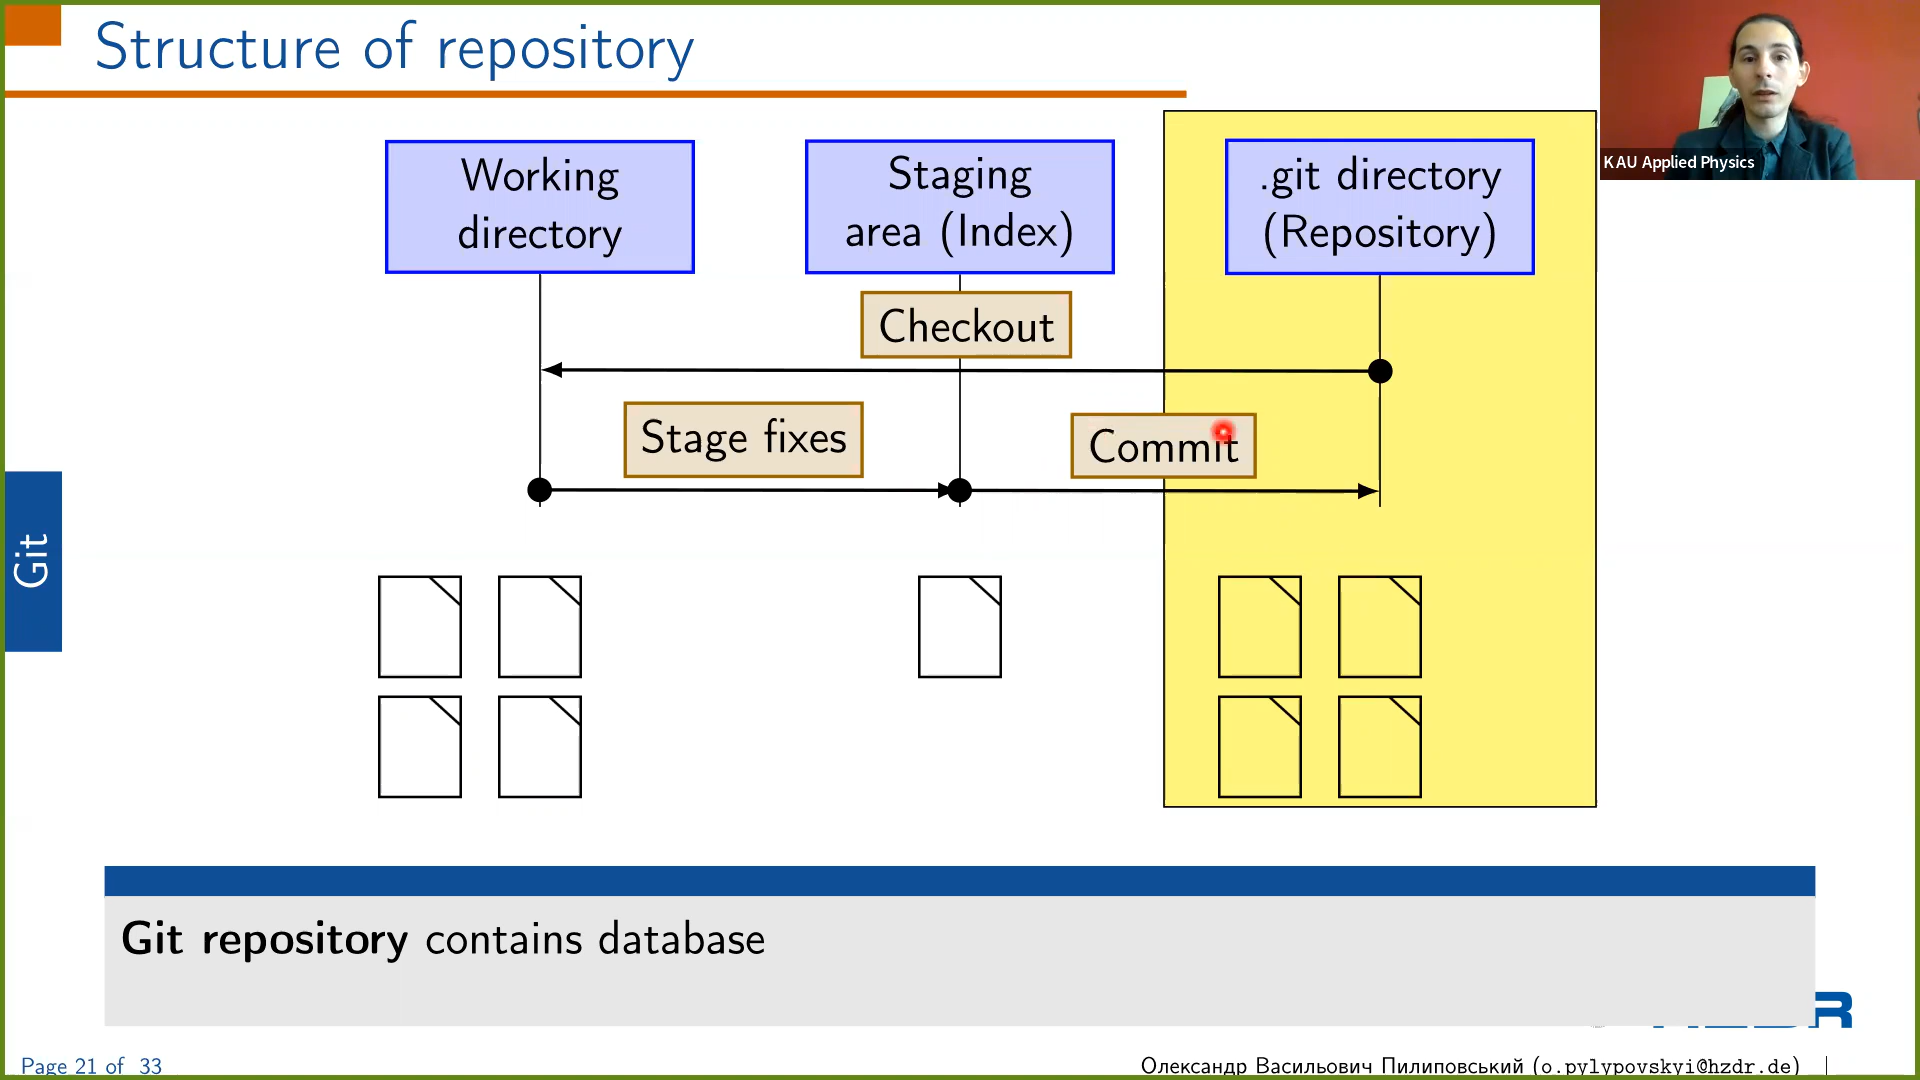 Structure of repository
KAU Applied Physics
Working
directory
Staging
area (Index)
.git directory
(Repository)
Checkout
Stage fixes
Commit
Git
Git repository contains database
Page 21 of 33
Олександр Васильович Пилиповський (o.pylypovskyi@hzdr.de)